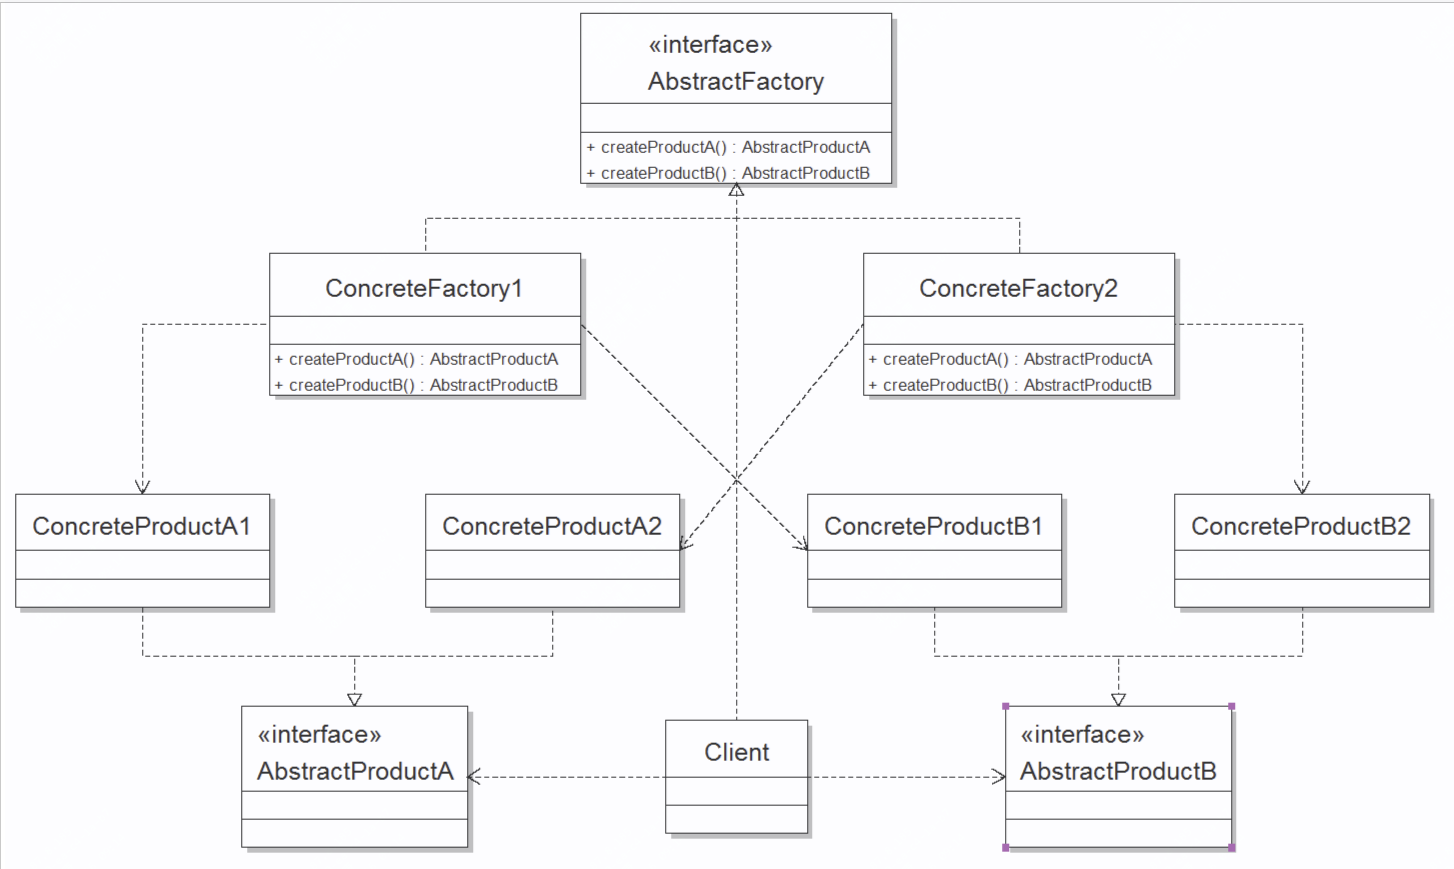 «interface»
AbstractFactory
+ createProductA() : AbstractProductA
+ createProductB() : AbstractProductB
ConcreteFactory1
+ createProductA() : AbstractProductA
+ createProductB() : AbstractProductB
ConcreteFactory2
+ createProductA() : AbstractProductA
+ createProductB() : AbstractProductB
ConcreteProductA1
ConcreteProductA2
ConcreteProductB1
ConcreteProductB2
«interface»
AbstractProductA
Client
«interface»
AbstractProductB